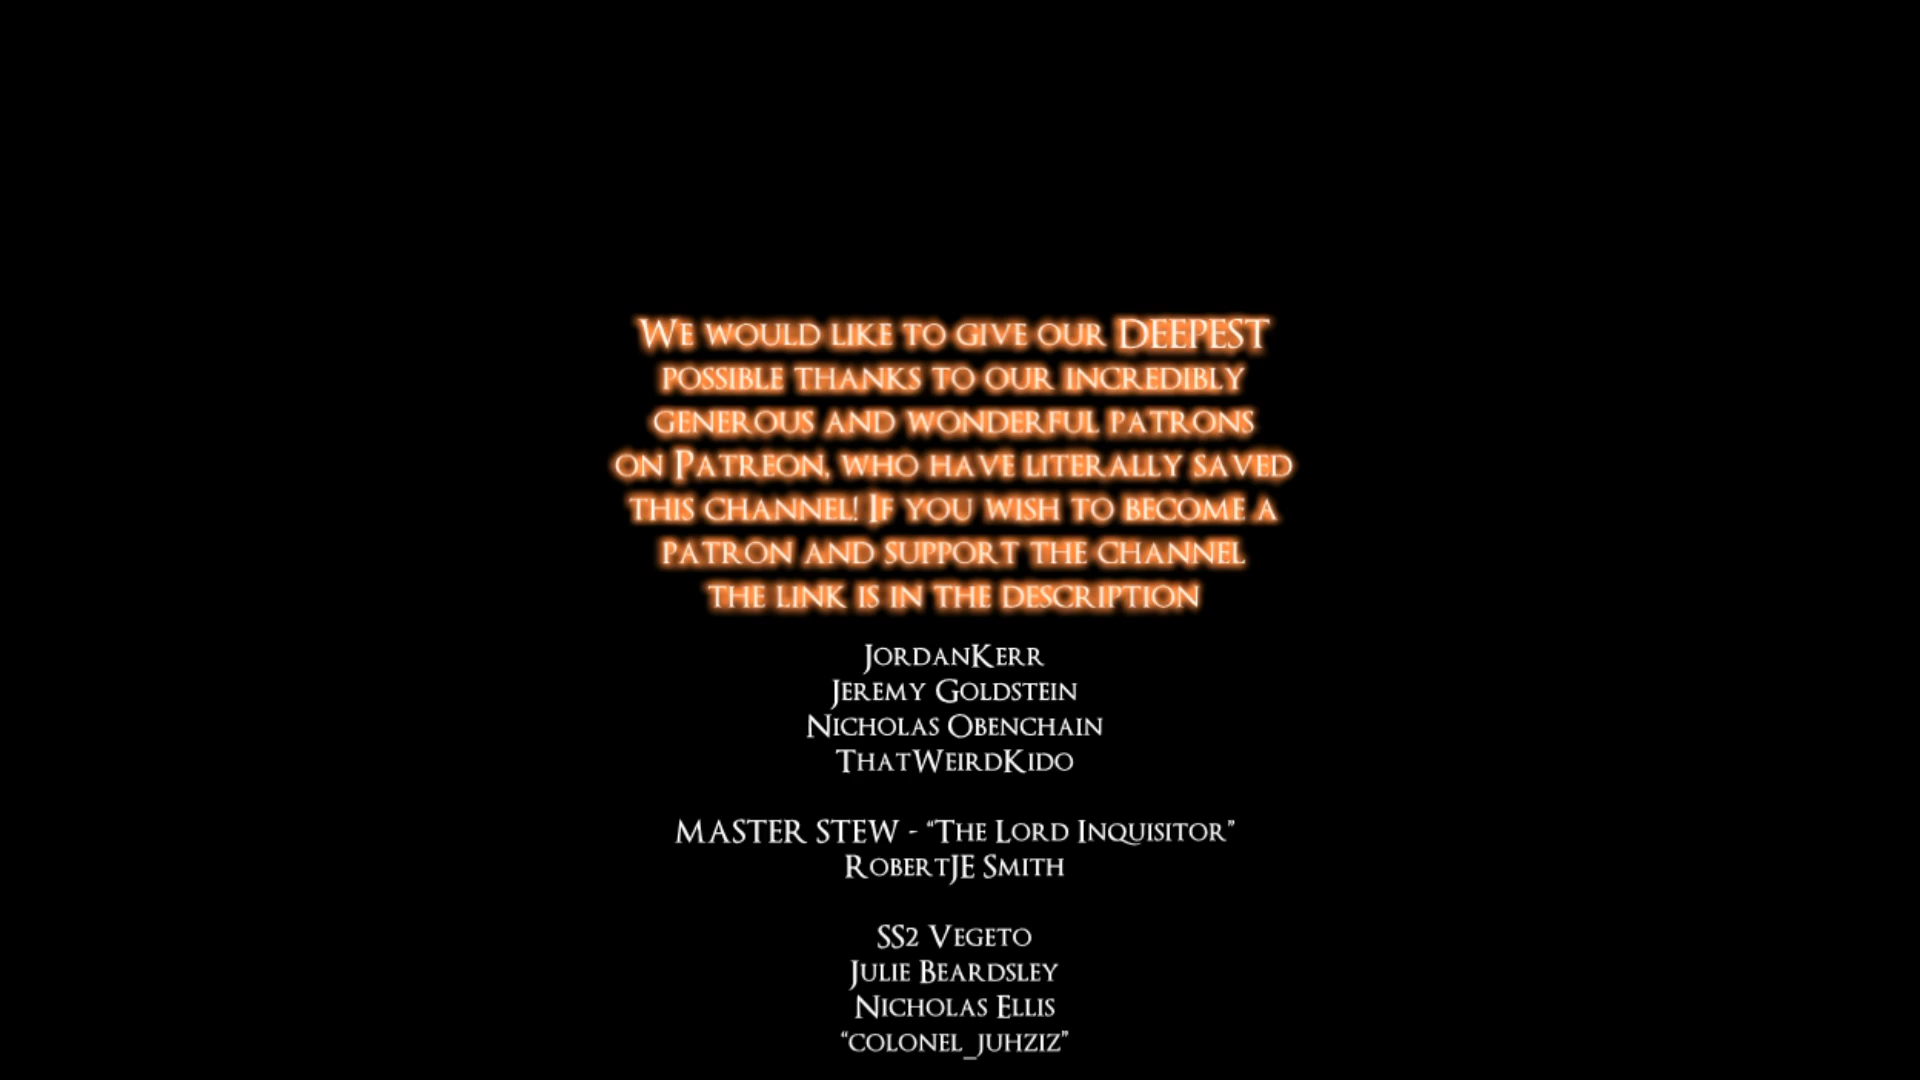 We would like to give our DEEPEST
possible thanks to our incredibly
generous and wonderful patrons
on Patreon, who have literally saved
this channel! If you wish to become a
patron and support the channel
the link is in the description
JordanKerr
Jeremy Goldstein
Nicholas Obenchain
ThatWeirdKido
MASTER STEW - “The Lord Inquisitor”
RobertJE Smith
SS2 Vegeto
Julie Beardsley
Nicholas Ellis
“colonel_juhziz”